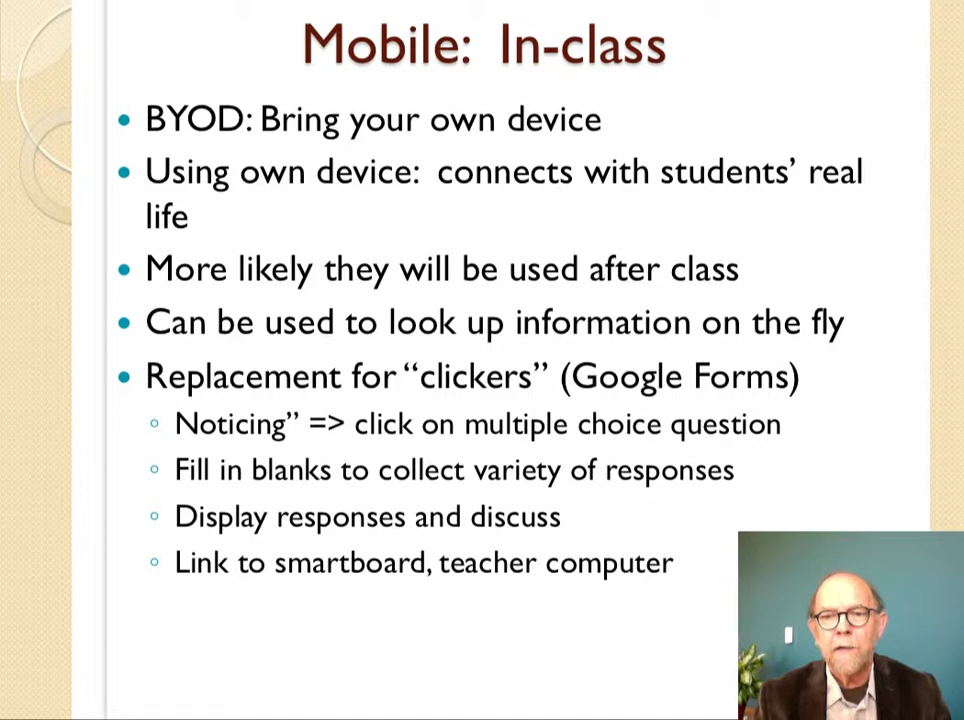 Mobile: In-class
• BYOD: Bring your own device
• Using own device: connects with students’ real
life
• More likely they will be used after class
• Can be used to look up information on the fly
• Replacement for “clickers” (Google Forms)
◦ Noticing” => click on multiple choice question
◦ Fill in blanks to collect variety of responses
◦ Display responses and discuss
◦ Link to smartboard, teacher computer